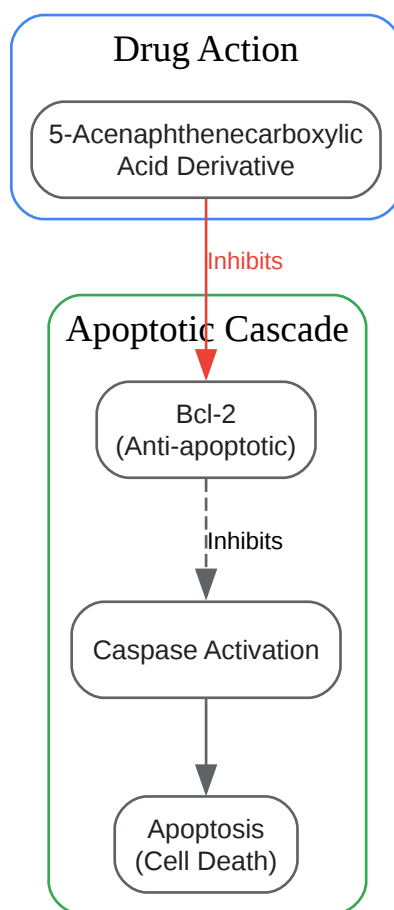 Drug Action
5-Acenaphthenecarboxylic
Acid Derivative
Inhibits
Apoptotic Cascade
Bcl-2
(Anti-apoptotic)
Inhibits
Caspase Activation
Apoptosis
(Cell Death)